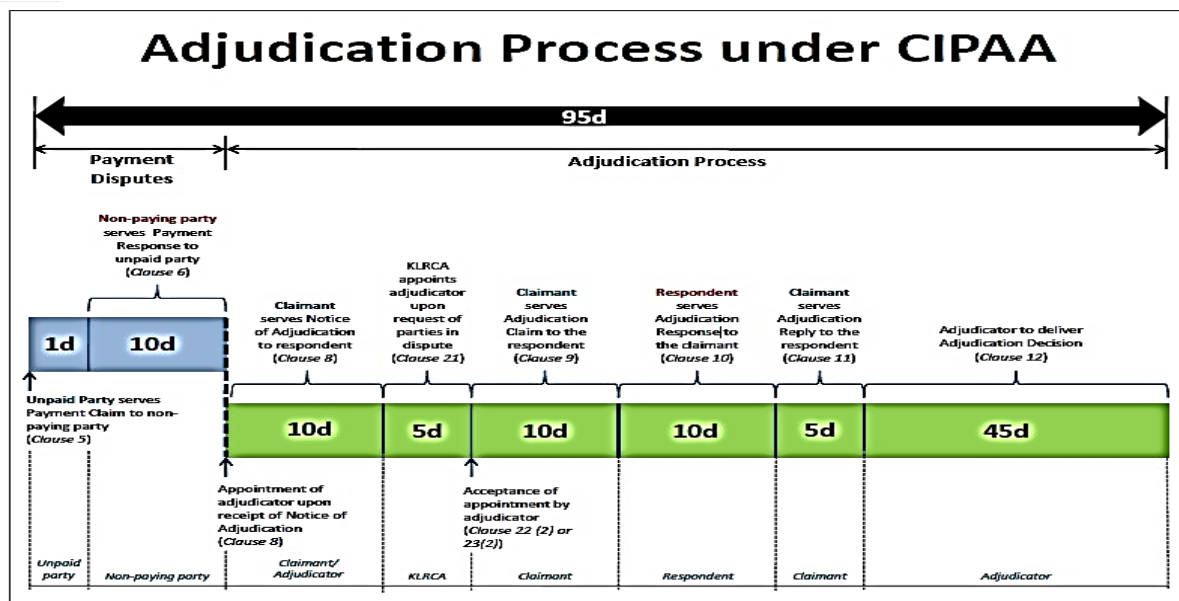 Adjudication Process under CIPAA
95d
Payment
Disputes
Adjudication Process
Non-paying party
serves Payment
Response to
unpaid party
(Clause 6)
Claimant
serves Notice
of Adjudication
to respondent
(Clause 8)
KLRCA
appoints
adjudicator
upon
request of
parties in
dispute
(Clause 21)
Claimant
serves
Adjudication
Claim to the
respondent
(Clause 9)
Respondent
serves
Adjudication
Response to
the claimant
(Clause 10)
Claimant
serves
Adjudication
Reply to the
respondent
(Clause 11)
Adjudicator to deliver
Adjudication Decision
(Clause 12)
1d
10d
10d
5d
10d
10d
5d
45d
Unpaid Party serves
Payment Claim to non-
paying party
(Clause 5)
Appointment of
adjudicator upon
receipt of Notice of
Adjudication
(Clause 8)
Acceptance of
appointment by
adjudicator
(Clause 22 (2) or
23(2))
Unpaid
party
Non-paying party
Claimant/
Adjudicator
KLRCA
Claimant
Respondent
Claimant
Adjudicator